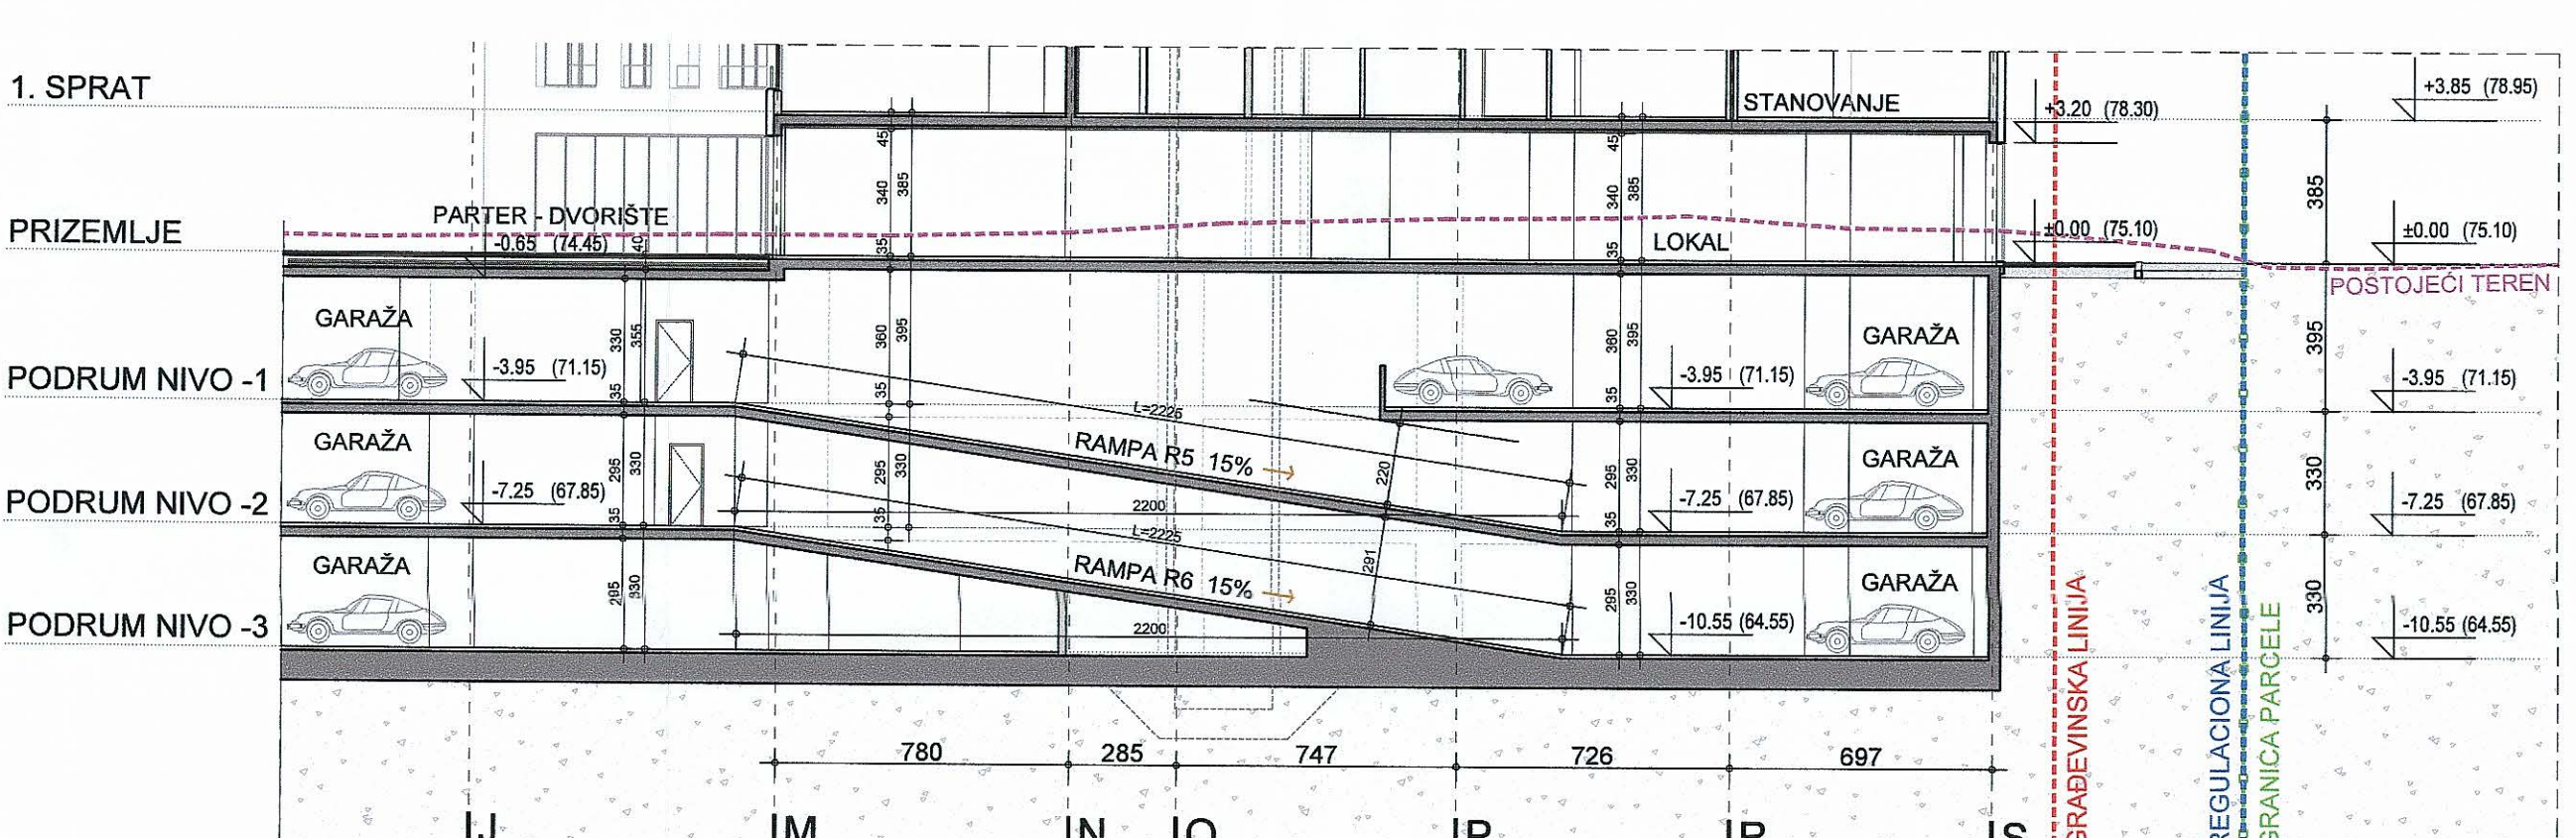 1. SPRAT
STANOVANJE
+3.20 (78.30)
+3.85 (78.95)
45
340
385
35
45
340
385
35
385
PRIZEMLJE
PARTER - DVORIŠTE
-0.65 (74.45)
40
LOKAL
±0.00 (75.10)
±0.00 (75.10)
POSTOJEĆI TEREN
GARAŽA
330
355
35
360
395
35
360
395
35
GARAŽA
395
PODRUM NIVO -1
-3.95 (71.15)
-3.95 (71.15)
-3.95 (71.15)
L=2225
GARAŽA
RAMPA R5 15%
220
GARAŽA
295
330
35
295
330
35
295
330
35
330
PODRUM NIVO -2
-7.25 (67.85)
2200
-7.25 (67.85)
-7.25 (67.85)
L=2225
GARAŽA
RAMPA R6 15%
291
GARAŽA
295
330
295
330
330
PODRUM NIVO -3
2200
-10.55 (64.55)
-10.55 (64.55)
GRAĐEVINSKA LINIJA
REGULACIONA LINIJA
GRANICA PARCELE
780
285
747
726
697